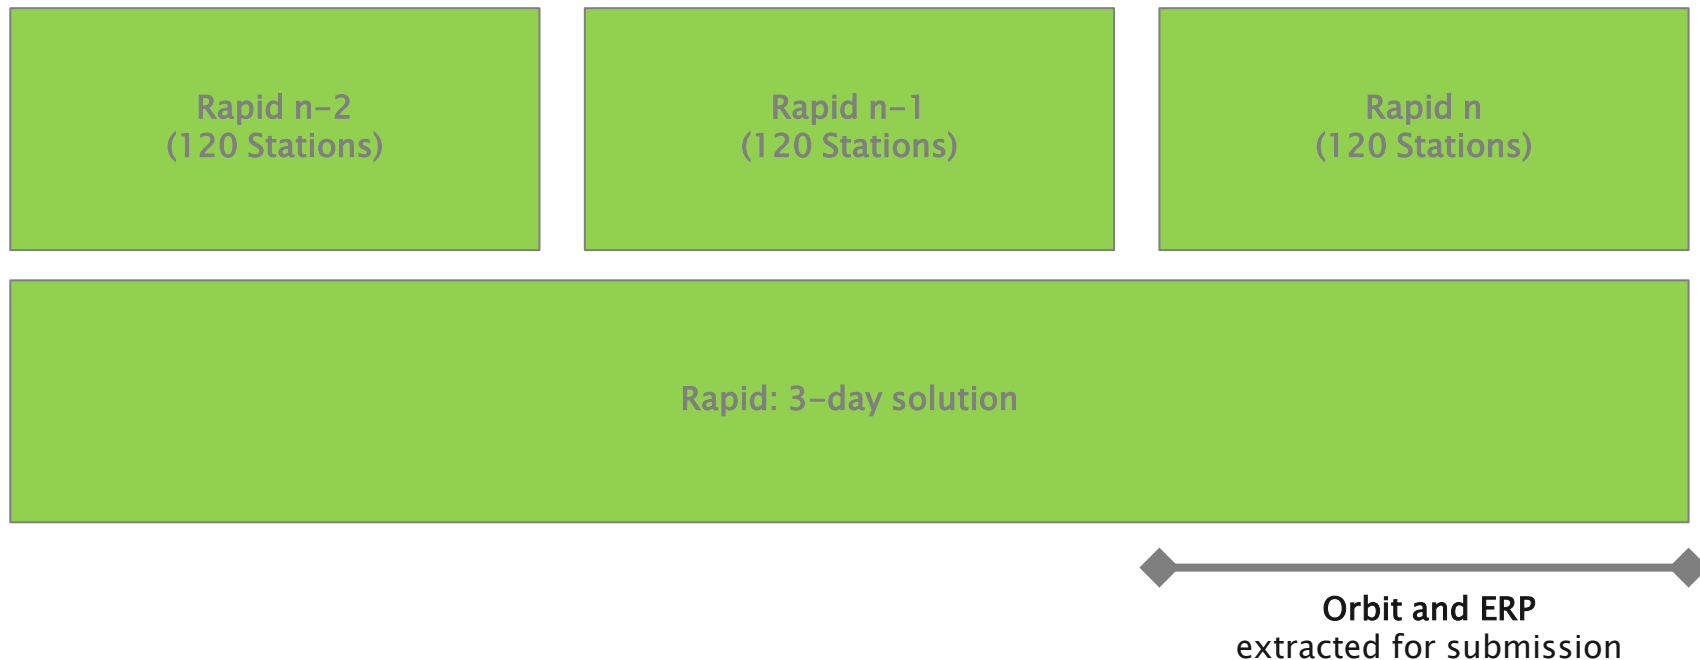 Rapid n–2
(120 Stations)
Rapid n–1
(120 Stations)
Rapid n
(120 Stations)
Rapid: 3–day solution
Orbit and ERP
extracted for submission